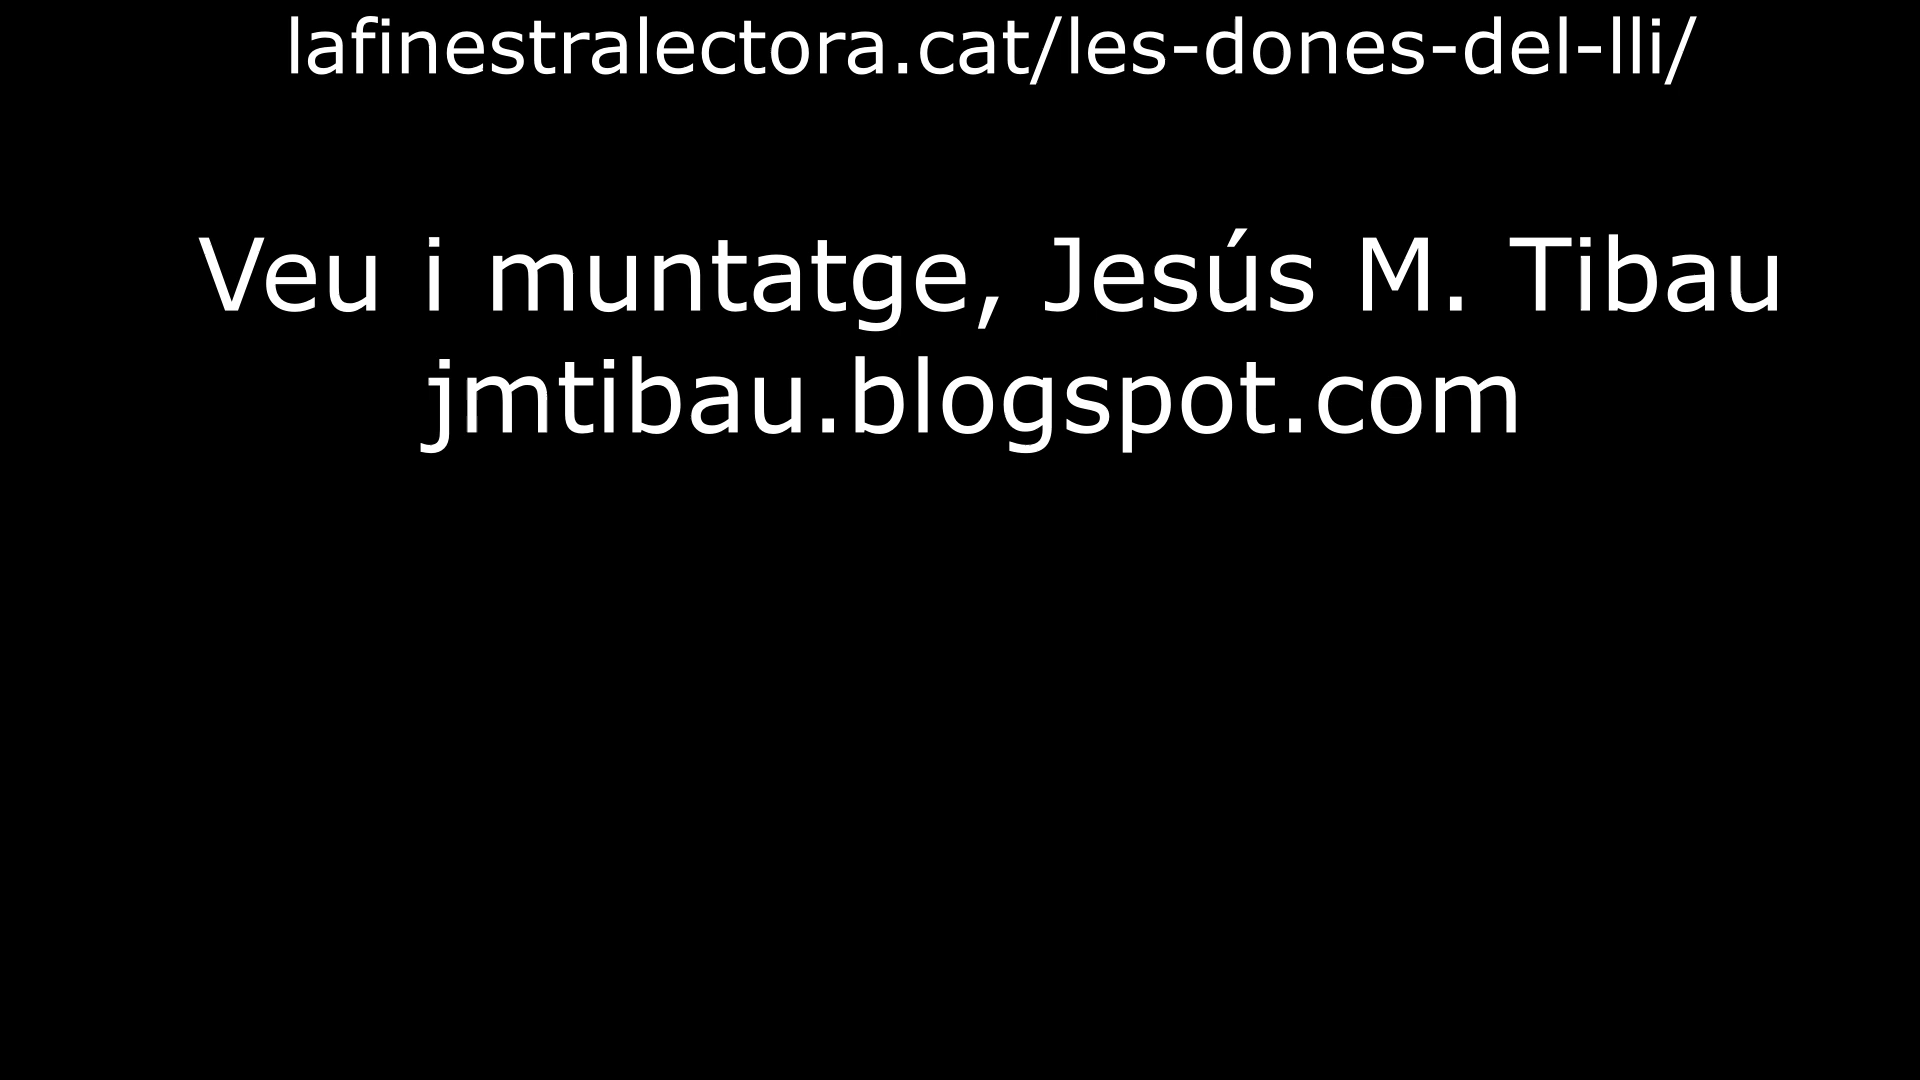 lafinestralectora.cat/les-dones-del-lli/
Veu i muntatge, Jesús M. Tibau
jmtibau.blogspot.com